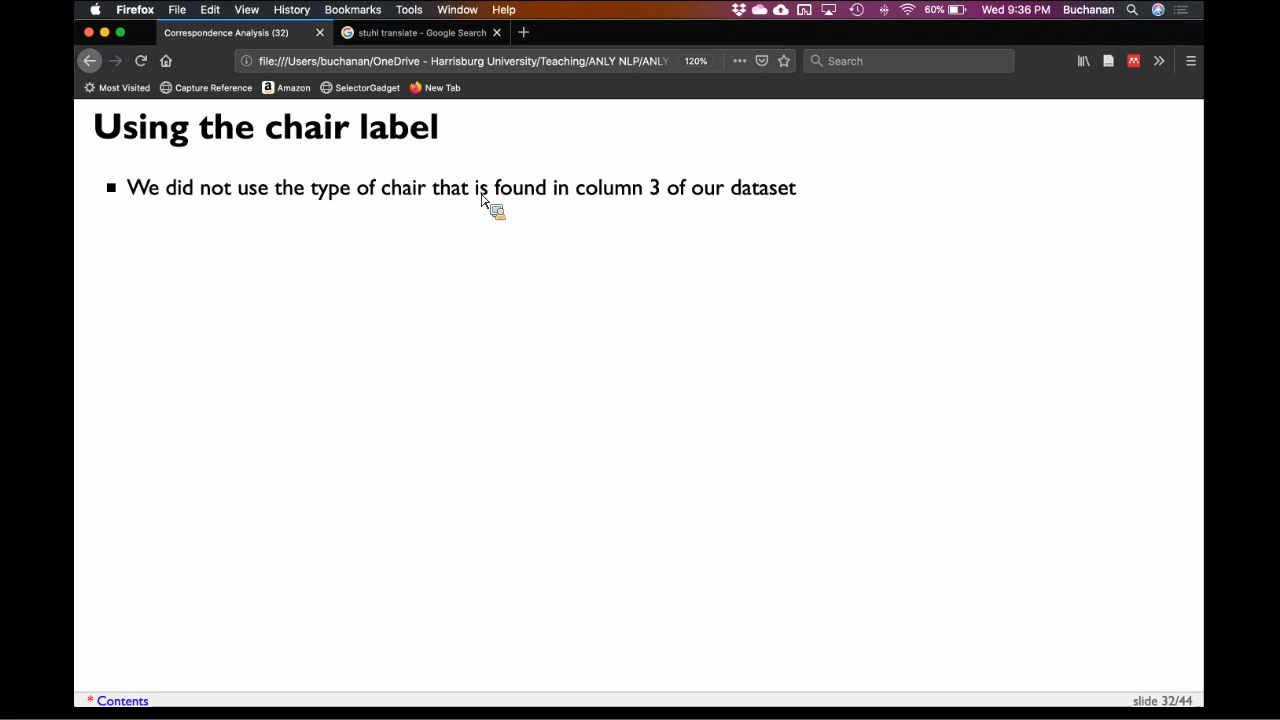 Firefox File Edit View History Bookmarks Tools Window Help 60% Wed 9:36 PM Buchanan
Correspondence Analysis (32) stuhl translate - Google Search
file:///Users/buchanan/OneDrive - Harrisburg University/Teaching/ANLY NLP/ANLY 120% Search
Most Visited Capture Reference Amazon SelectorGadget New Tab
Using the chair label
We did not use the type of chair that is found in column 3 of our dataset
* Contents slide 32/44